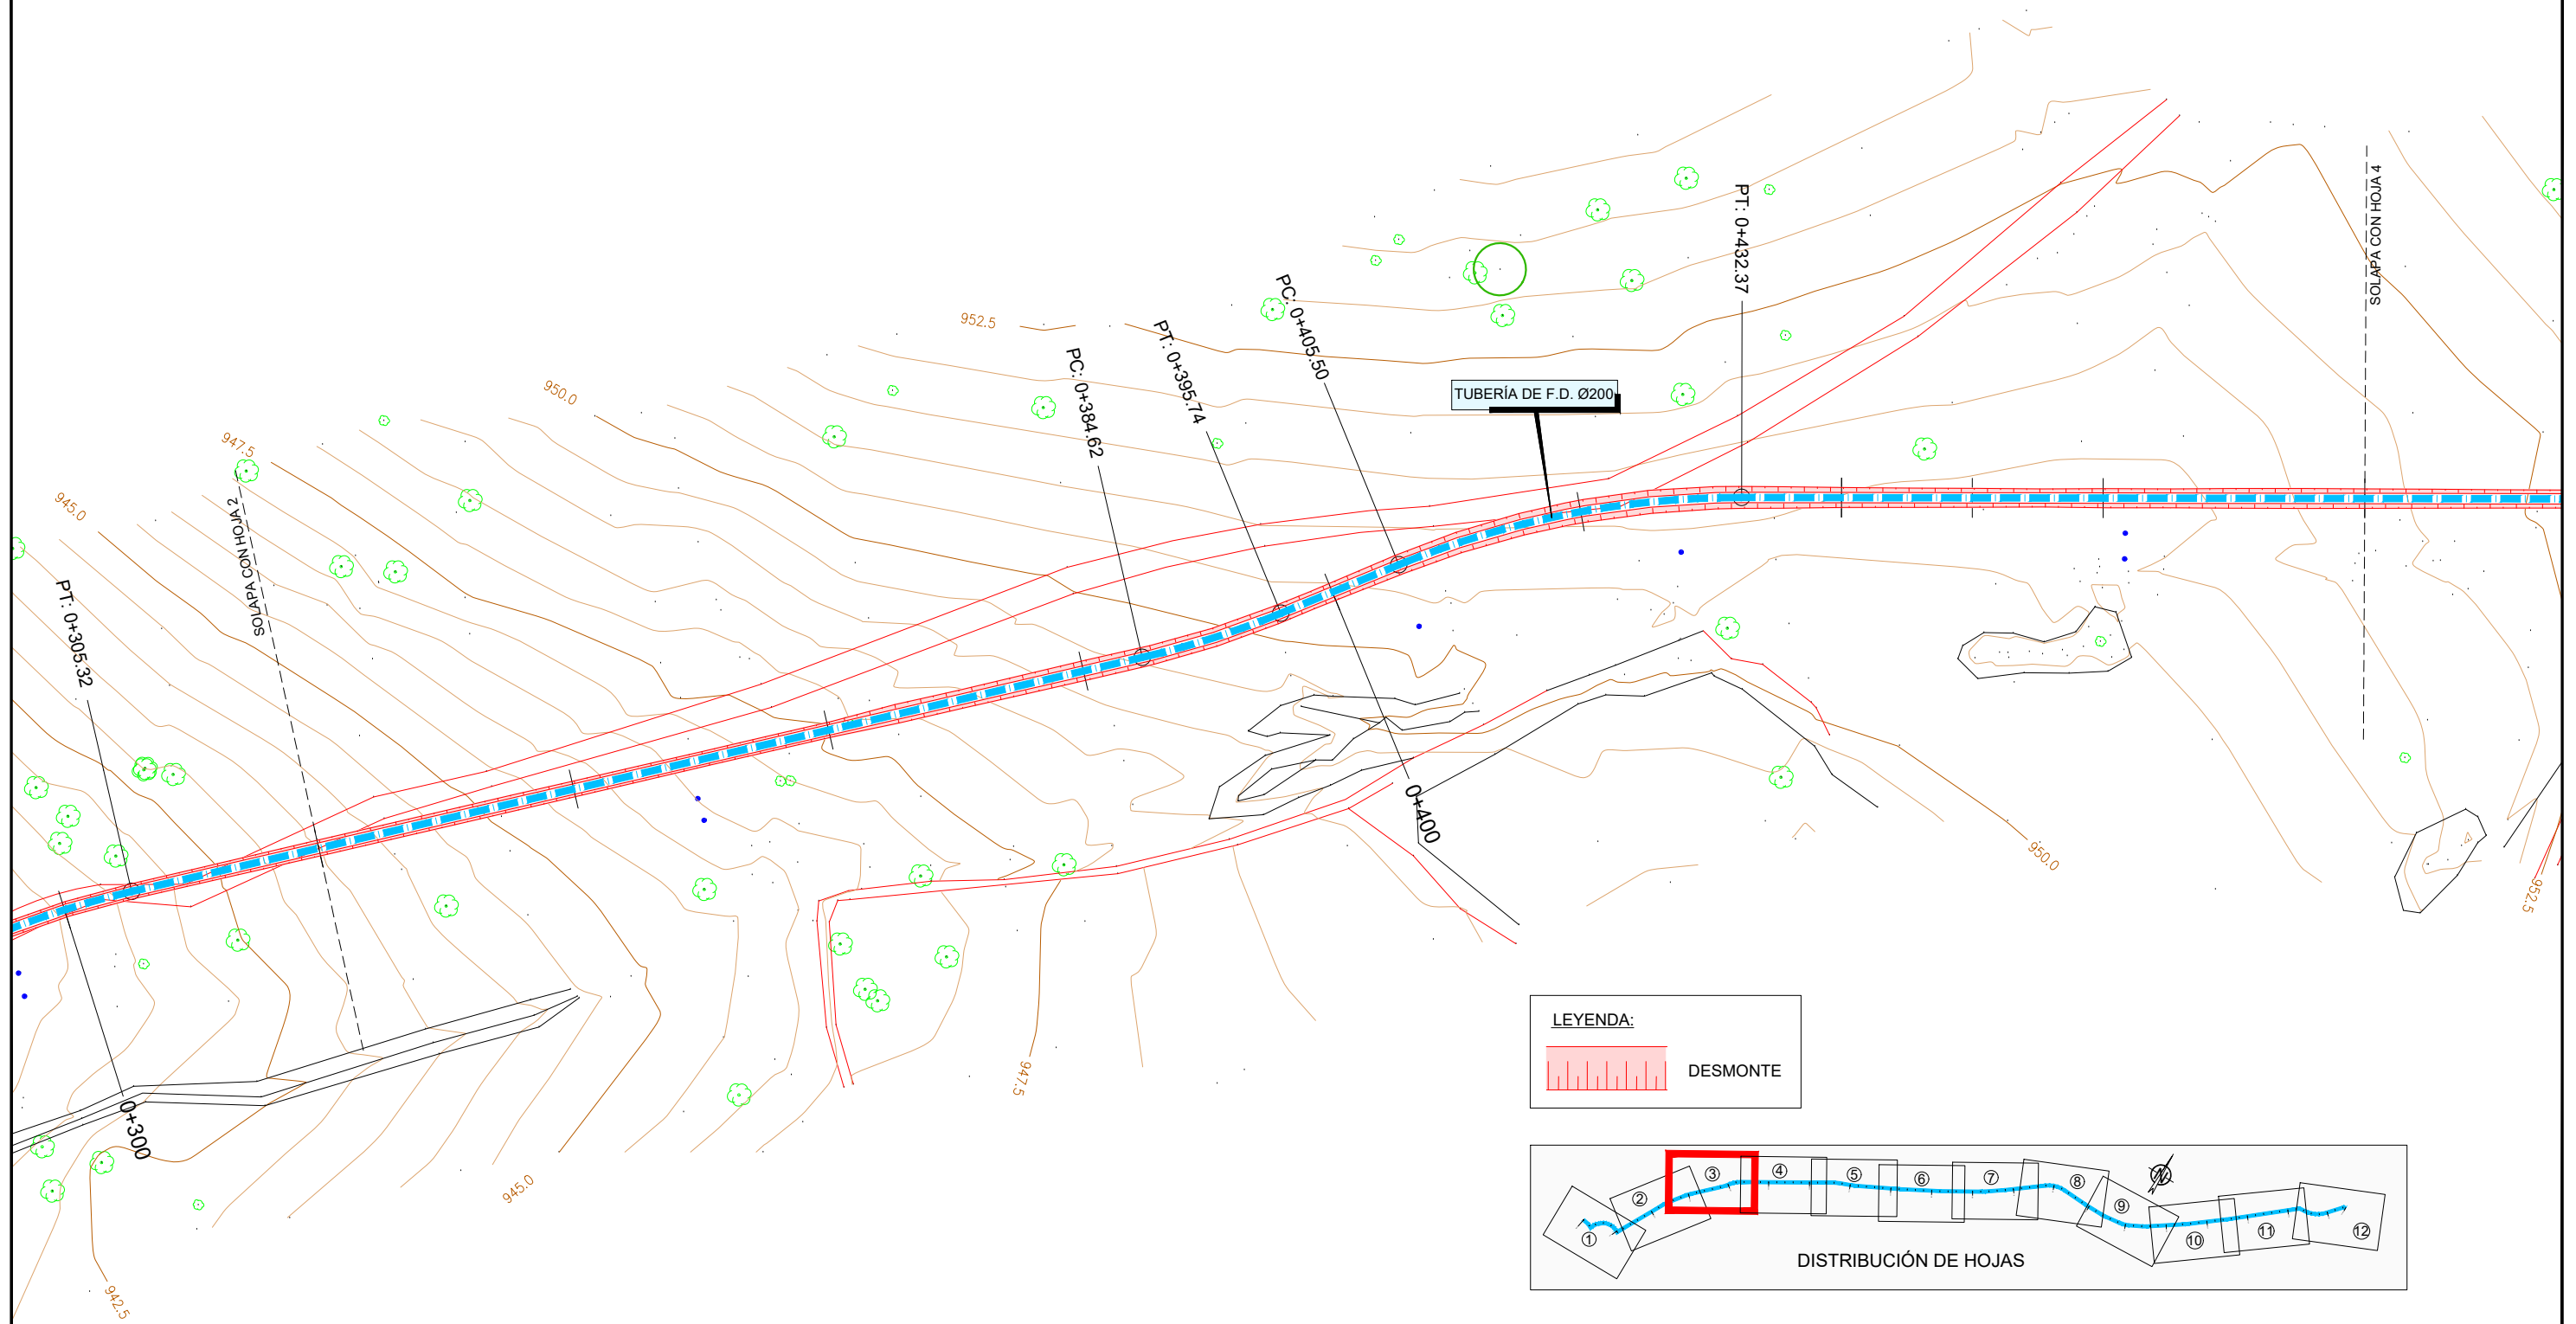 PT: 0+432.37
SOLAPA CON HOJA 4
PC: 0+405.50
952.5
PT: 0+395.74
PC: 0+384.62
950.0
TUBERÍA DE F.D. Ø200
947.5
945.0
SOLAPA CON HOJA 2
PT: 0+305.32
0+400
950.0
952.5
0+300
947.5
945.0
942.5
LEYENDA:
DESMONTE
1
2
3
4
5
6
7
8
9
10
11
12
N
DISTRIBUCIÓN DE HOJAS